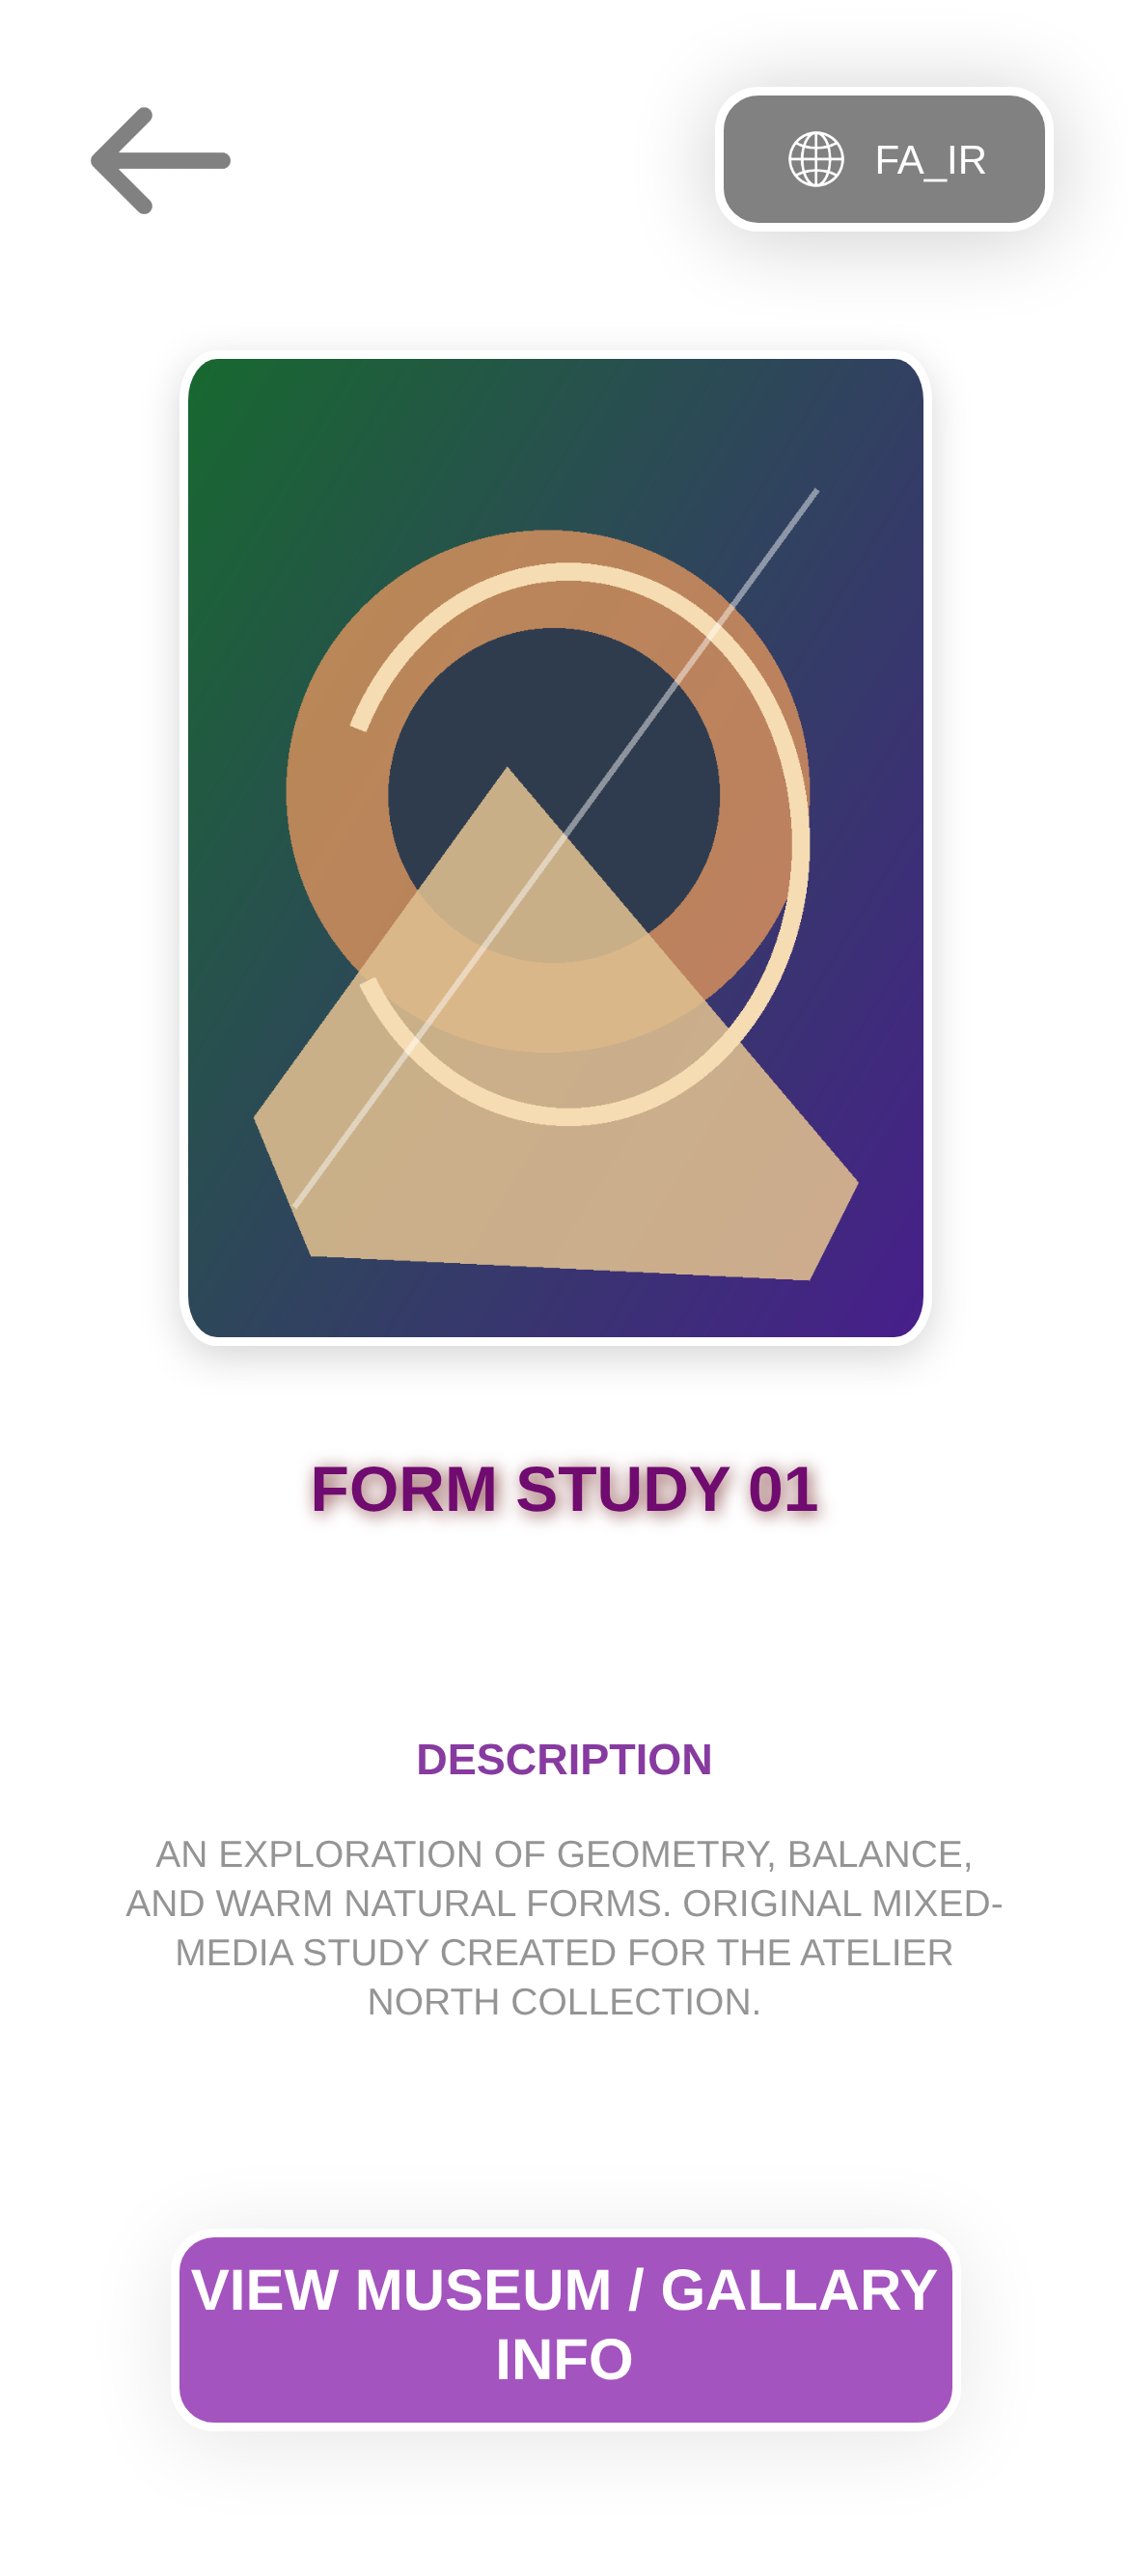 FA_IR
FORM STUDY 01
DESCRIPTION
AN EXPLORATION OF GEOMETRY, BALANCE,
AND WARM NATURAL FORMS. ORIGINAL MIXED-
MEDIA STUDY CREATED FOR THE ATELIER
NORTH COLLECTION.
VIEW MUSEUM / GALLARY
INFO